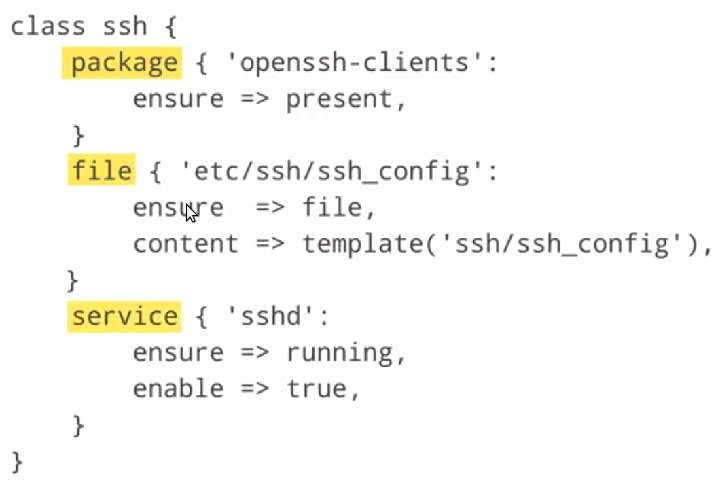 class ssh {
    package { 'openssh-clients':
        ensure => present,
    }
    file { 'etc/ssh/ssh_config':
        ensure  => file,
        content => template('ssh/ssh_config'),
    }
    service { 'sshd':
        ensure => running,
        enable => true,
    }
}